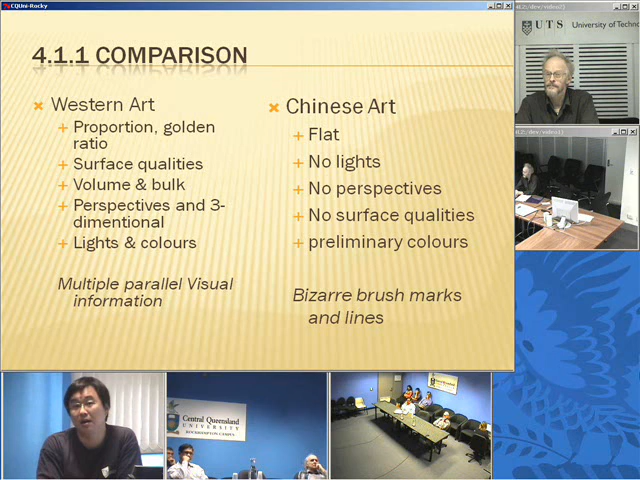 CQUni-Rocky
4.1.1 COMPARISON
Western Art
Proportion, golden
ratio
Surface qualities
Volume & bulk
Perspectives and 3-
dimentional
Lights & colours
Multiple parallel Visual
information
Chinese Art
Flat
No lights
No perspectives
No surface qualities
preliminary colours
Bizarre brush marks
and lines
UTS University of Techno
Central Queensland
UNIVERSITY
ROCKHAMPTON CAMPUS